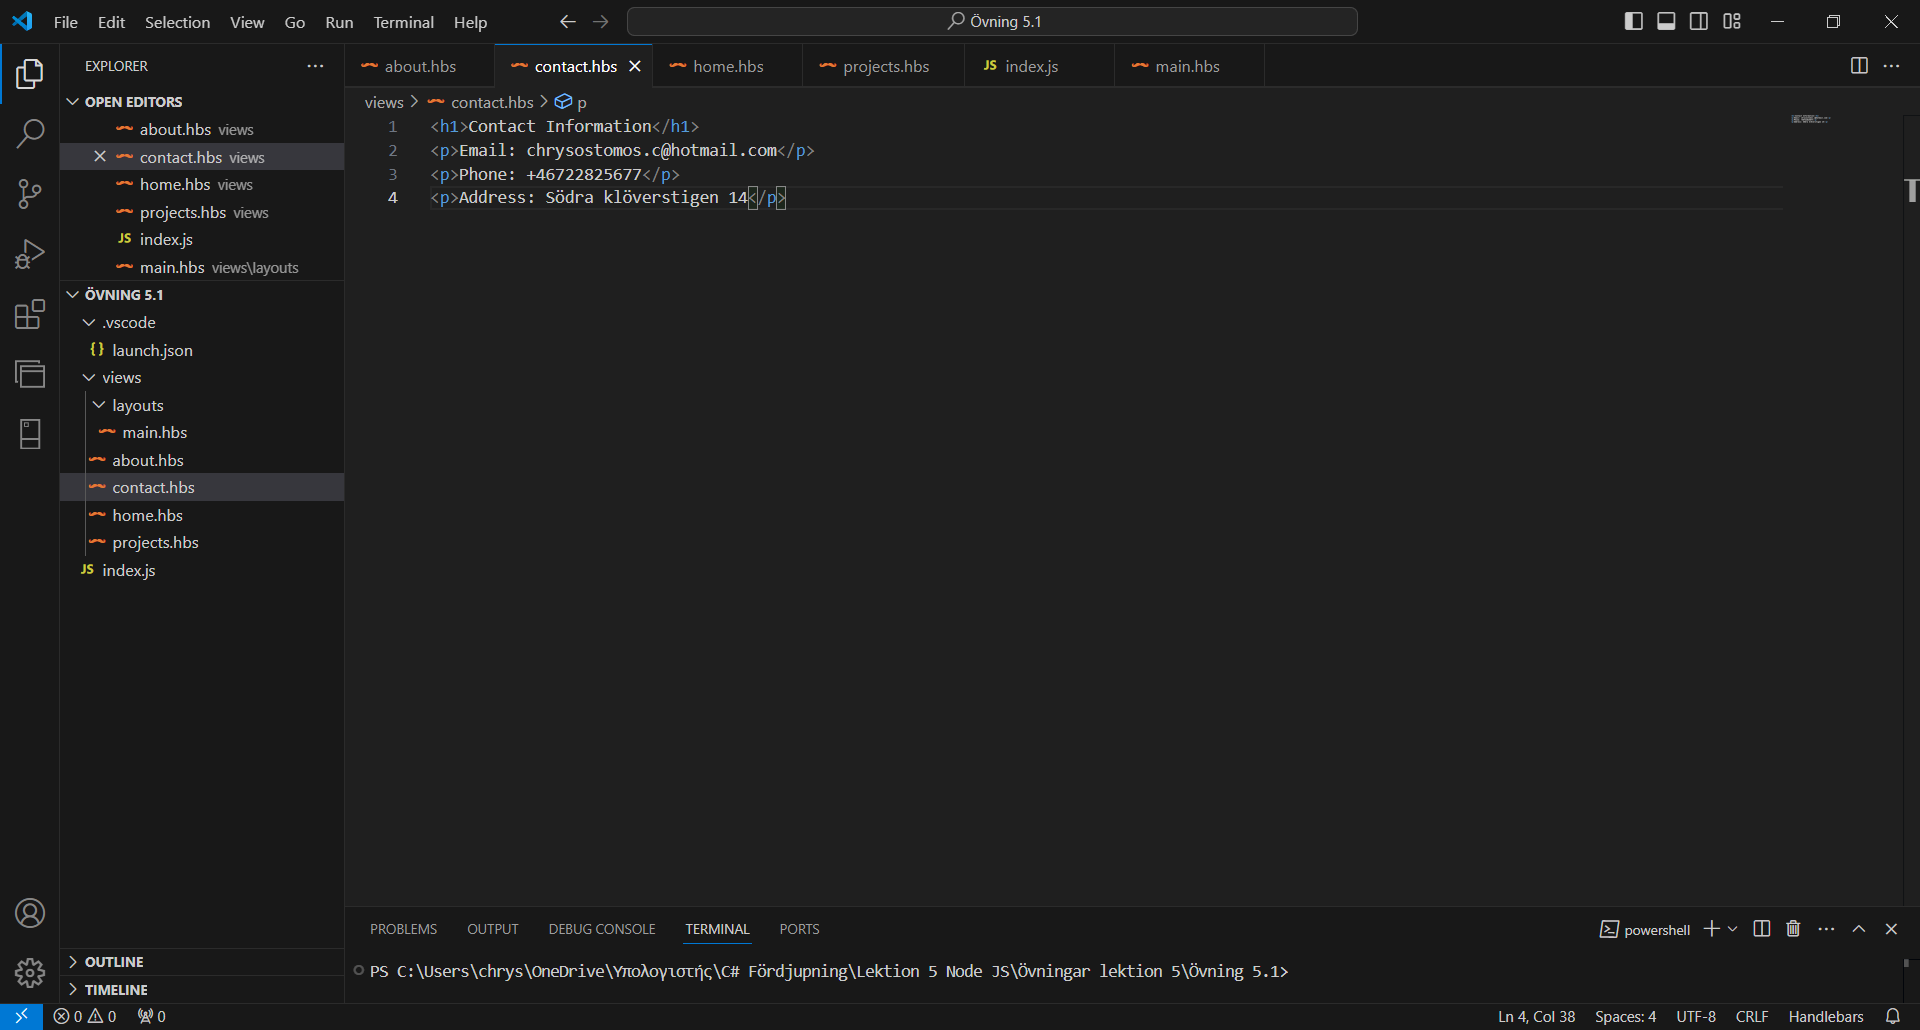 File Edit Selection View Go Run Terminal Help
Övning 5.1
EXPLORER
OPEN EDITORS
about.hbs views
contact.hbs views
home.hbs views
projects.hbs views
JS index.js
main.hbs views\layouts
ÖVNING 5.1
.vscode
{} launch.json
views
layouts
main.hbs
about.hbs
contact.hbs
home.hbs
projects.hbs
JS index.js
OUTLINE
TIMELINE
about.hbs contact.hbs home.hbs projects.hbs JS index.js main.hbs
views > contact.hbs > p
1 <h1>Contact Information</h1>
2 <p>Email: chrysostomos.c@hotmail.com</p>
3 <p>Phone: +46722825677</p>
4 <p>Address: Södra klöverstigen 14</p>
PROBLEMS OUTPUT DEBUG CONSOLE TERMINAL PORTS
powershell
PS C:\Users\chrys\OneDrive\Υπολογιστής\C# Fördjupning\Lektion 5 Node JS\Övningar lektion 5\Övning 5.1>
0 0 0
Ln 4, Col 38 Spaces: 4 UTF-8 CRLF Handlebars